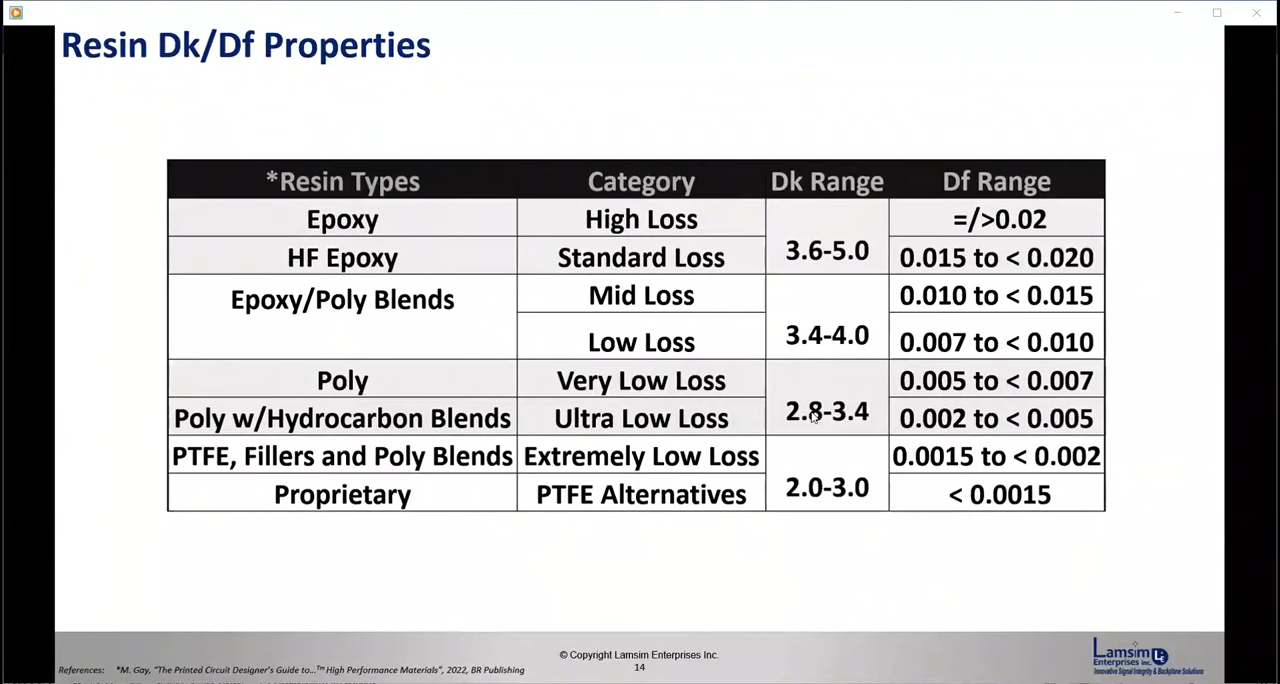 Resin Dk/Df Properties
*Resin Types Category Dk Range Df Range
Epoxy High Loss =/>0.02
3.6-5.0
HF Epoxy Standard Loss 0.015 to < 0.020
Epoxy/Poly Blends Mid Loss 0.010 to < 0.015
3.4-4.0
Low Loss 0.007 to < 0.010
Poly Very Low Loss 0.005 to < 0.007
2.8-3.4
Poly w/Hydrocarbon Blends Ultra Low Loss 0.002 to < 0.005
PTFE, Fillers and Poly Blends Extremely Low Loss 0.0015 to < 0.002
2.0-3.0
Proprietary PTFE Alternatives < 0.0015
© Copyright Lamsim Enterprises Inc.
14
References: *M. Gay, “The Printed Circuit Designer’s Guide to...™ High Performance Materials”, 2022, BR Publishing
Lamsim
Enterprises Inc.
LE
Innovative Signal Integrity & Backplane Solutions